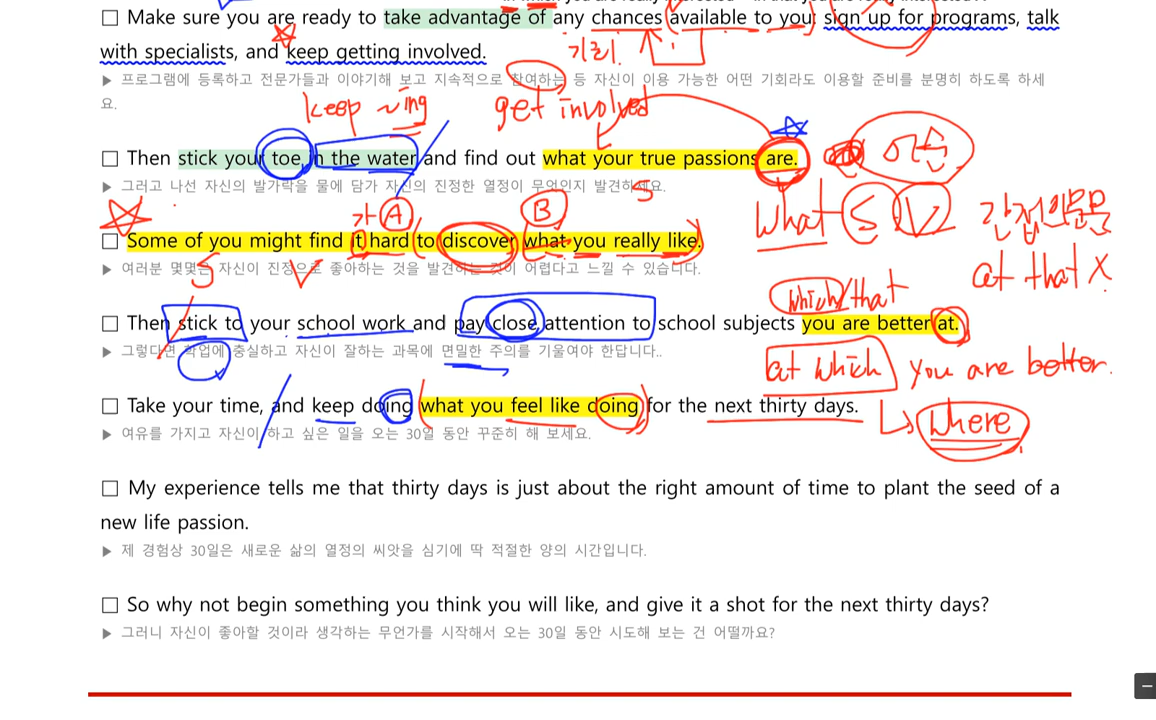 □ Make sure you are ready to take advantage of any chances (available to you) sign up for programs, talk
with specialists, and keep getting involved.
기회
▶ 프로그램에 등록하고 전문가들과 이야기해 보고 지속적으로 참여하는 등 자신이 이용 가능한 어떤 기회라도 이용할 준비를 분명히 하도록 하세
요.
keep ~ing get involved
□ Then stick your toe in the water and find out what your true passions are. 어순
▶ 그러고 나선 자신의 발가락을 물에 담가 자신의 진정한 열정이 무엇인지 발견하세요.
S
what S V 간접의문문
가 A B
□ Some of you might find it hard (to discover (what you really like.)
▶ 여러분 몇몇은 자신이 진정으로 좋아하는 것을 발견하는 것이 어렵다고 느낄 수 있습니다.
S V
at that X
which/that
□ Then stick to your school work and pay close attention to school subjects you are better at.
▶ 그렇다면 학업에 충실하고 자신이 잘하는 과목에 면밀한 주의를 기울여야 한답니다..
at which you are better.
□ Take your time, and keep doing (what you feel like doing) for the next thirty days.
where
▶ 여유를 가지고 자신이 하고 싶은 일을 오는 30일 동안 꾸준히 해 보세요.
□ My experience tells me that thirty days is just about the right amount of time to plant the seed of a
new life passion.
▶ 제 경험상 30일은 새로운 삶의 열정의 씨앗을 심기에 딱 적절한 양의 시간입니다.
□ So why not begin something you think you will like, and give it a shot for the next thirty days?
▶ 그러니 자신이 좋아할 것이라 생각하는 무언가를 시작해서 오는 30일 동안 시도해 보는 건 어떨까요?